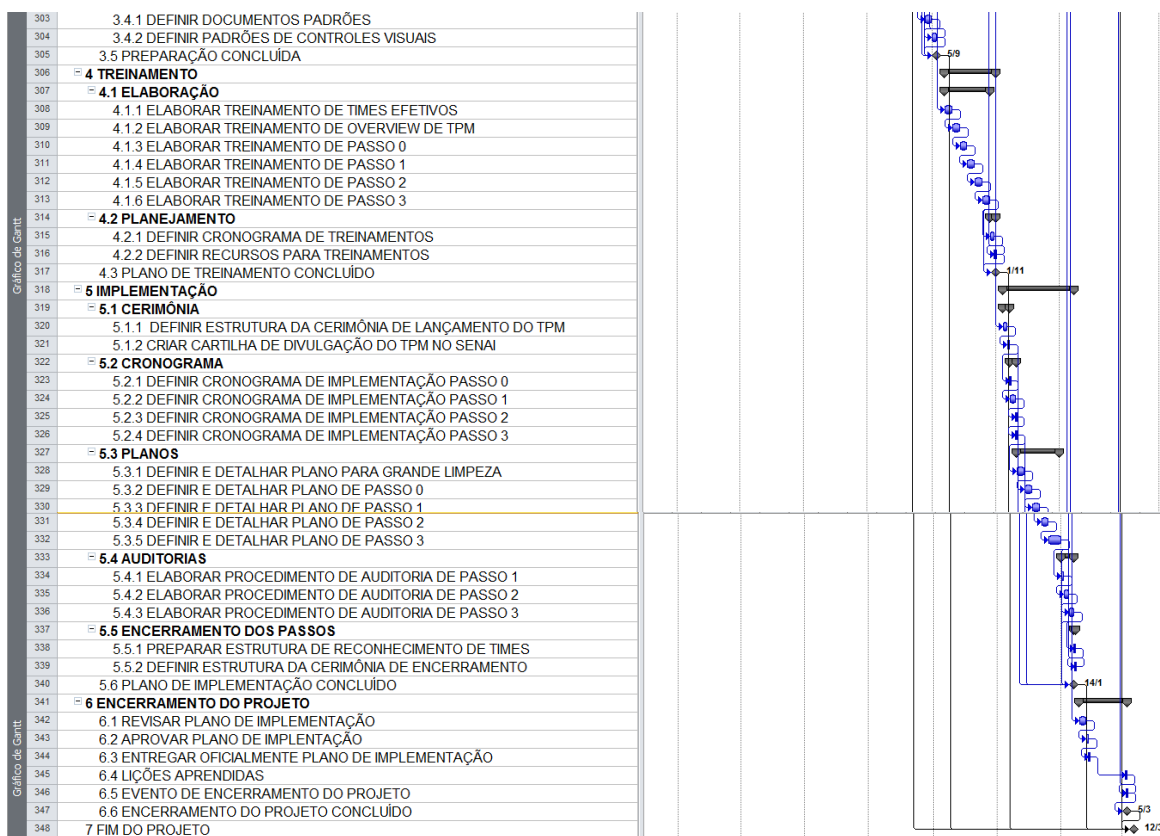 303 3.4.1 DEFINIR DOCUMENTOS PADRÕES
304 3.4.2 DEFINIR PADRÕES DE CONTROLES VISUAIS
305 3.5 PREPARAÇÃO CONCLUÍDA 5/9
306 4 TREINAMENTO
307 4.1 ELABORAÇÃO
308 4.1.1 ELABORAR TREINAMENTO DE TIMES EFETIVOS
309 4.1.2 ELABORAR TREINAMENTO DE OVERVIEW DE TPM
310 4.1.3 ELABORAR TREINAMENTO DE PASSO 0
311 4.1.4 ELABORAR TREINAMENTO DE PASSO 1
312 4.1.5 ELABORAR TREINAMENTO DE PASSO 2
313 4.1.6 ELABORAR TREINAMENTO DE PASSO 3
314 4.2 PLANEJAMENTO
315 4.2.1 DEFINIR CRONOGRAMA DE TREINAMENTOS
316 4.2.2 DEFINIR RECURSOS PARA TREINAMENTOS
317 4.3 PLANO DE TREINAMENTO CONCLUÍDO 1/11
Gráfico de Gantt
318 5 IMPLEMENTAÇÃO
319 5.1 CERIMÔNIA
320 5.1.1 DEFINIR ESTRUTURA DA CERIMÔNIA DE LANÇAMENTO DO TPM
321 5.1.2 CRIAR CARTILHA DE DIVULGAÇÃO DO TPM NO SENAI
322 5.2 CRONOGRAMA
323 5.2.1 DEFINIR CRONOGRAMA DE IMPLEMENTAÇÃO PASSO 0
324 5.2.2 DEFINIR CRONOGRAMA DE IMPLEMENTAÇÃO PASSO 1
325 5.2.3 DEFINIR CRONOGRAMA DE IMPLEMENTAÇÃO PASSO 2
326 5.2.4 DEFINIR CRONOGRAMA DE IMPLEMENTAÇÃO PASSO 3
327 5.3 PLANOS
328 5.3.1 DEFINIR E DETALHAR PLANO PARA GRANDE LIMPEZA
329 5.3.2 DEFINIR E DETALHAR PLANO DE PASSO 0
330 5.3.3 DEFINIR E DETALHAR PLANO DE PASSO 1
331 5.3.4 DEFINIR E DETALHAR PLANO DE PASSO 2
332 5.3.5 DEFINIR E DETALHAR PLANO DE PASSO 3
333 5.4 AUDITORIAS
334 5.4.1 ELABORAR PROCEDIMENTO DE AUDITORIA DE PASSO 1
335 5.4.2 ELABORAR PROCEDIMENTO DE AUDITORIA DE PASSO 2
336 5.4.3 ELABORAR PROCEDIMENTO DE AUDITORIA DE PASSO 3
337 5.5 ENCERRAMENTO DOS PASSOS
338 5.5.1 PREPARAR ESTRUTURA DE RECONHECIMENTO DE TIMES
339 5.5.2 DEFINIR ESTRUTURA DA CERIMÔNIA DE ENCERRAMENTO
340 5.6 PLANO DE IMPLEMENTAÇÃO CONCLUÍDO 14/1
341 6 ENCERRAMENTO DO PROJETO
342 6.1 REVISAR PLANO DE IMPLEMENTAÇÃO
343 6.2 APROVAR PLANO DE IMPLENTAÇÃO
344 6.3 ENTREGAR OFICIALMENTE PLANO DE IMPLEMENTAÇÃO
Gráfico de Gantt
345 6.4 LIÇÕES APRENDIDAS
346 6.5 EVENTO DE ENCERRAMENTO DO PROJETO
347 6.6 ENCERRAMENTO DO PROJETO CONCLUÍDO 5/3
348 7 FIM DO PROJETO